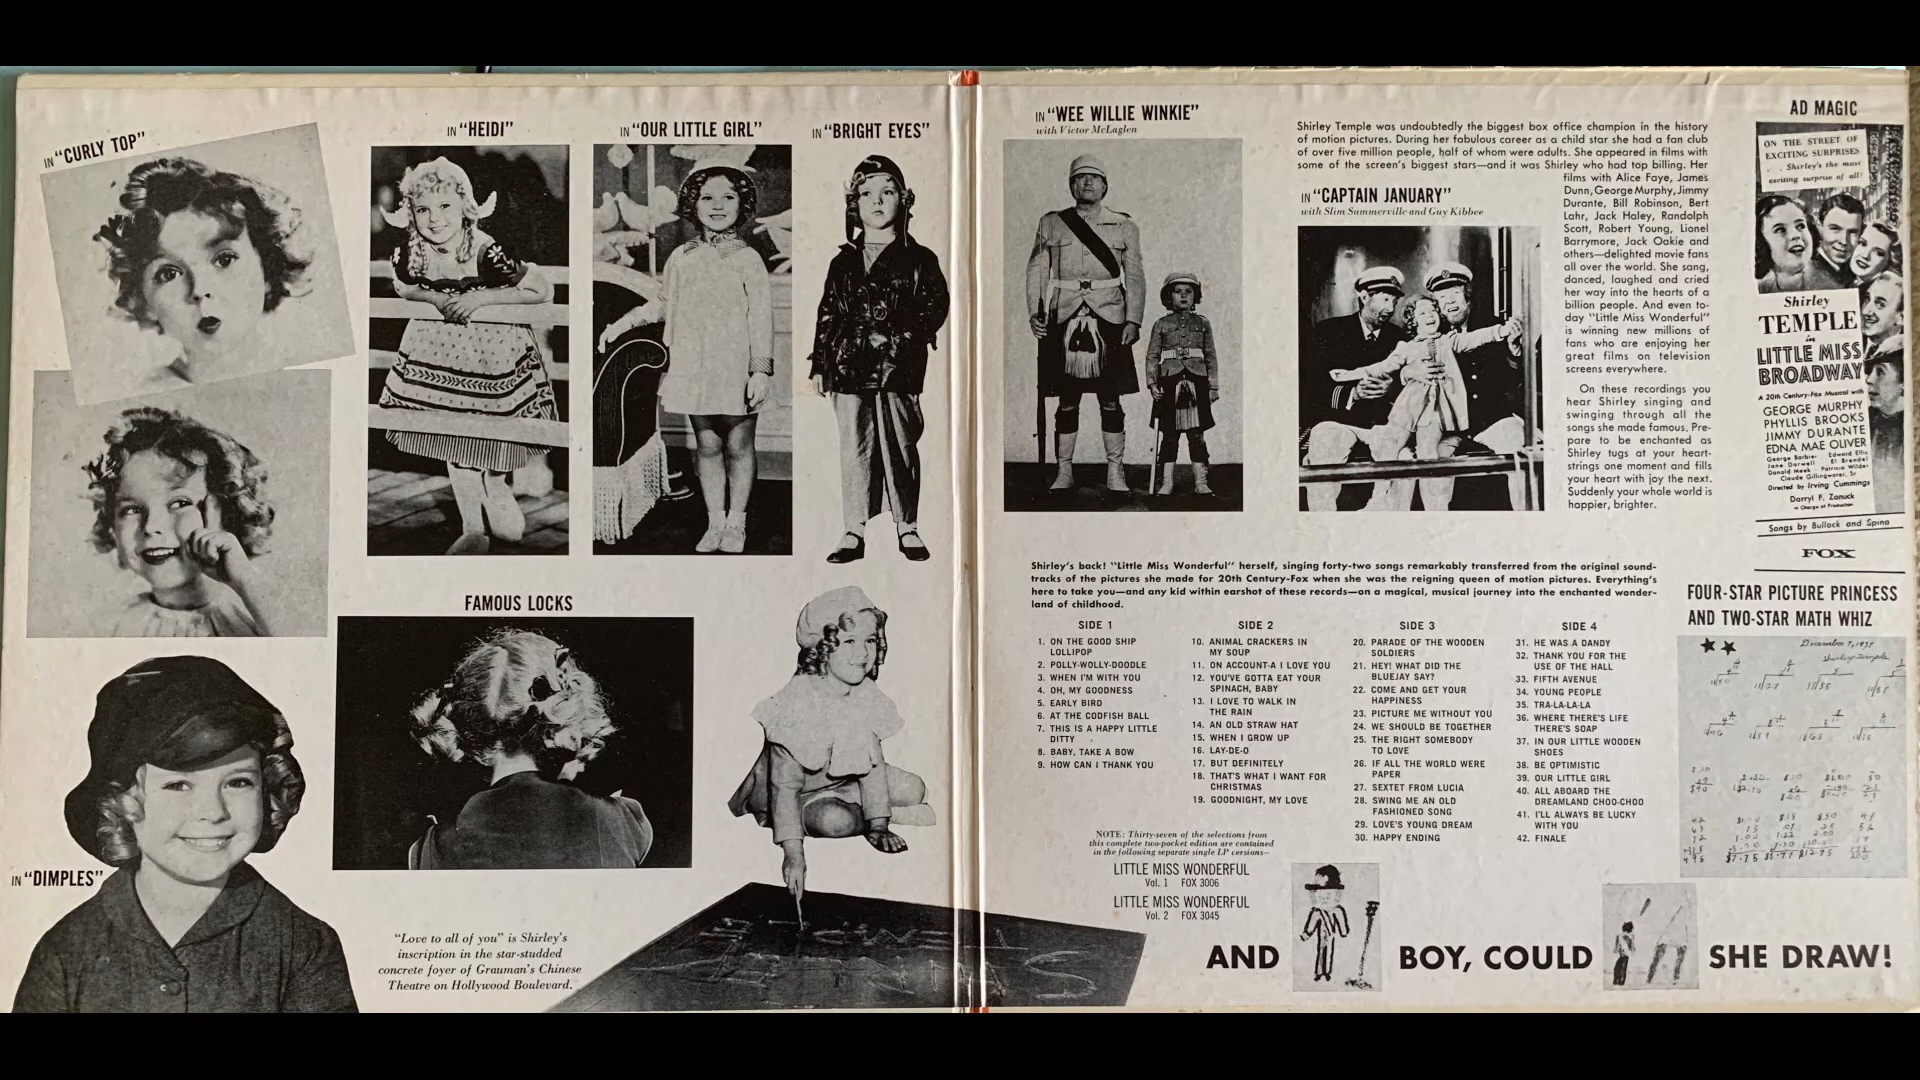 IN "CURLY TOP"
IN "HEIDI"
IN "OUR LITTLE GIRL"
IN "BRIGHT EYES"
FAMOUS LOCKS
IN "DIMPLES"
"Love to all of you" is Shirley's
inscription in the star-studded
concrete foyer of Grauman's Chinese
Theatre on Hollywood Boulevard.
IN "WEE WILLIE WINKIE"
with Victor McLaglen
Shirley Temple was undoubtedly the biggest box office champion in the history
of motion pictures. During her fabulous career as a child star she had a fan club
of over five million people, half of whom were adults. She appeared in films with
some of the screen's biggest stars—and it was Shirley who had top billing. Her
films with Alice Faye, James
Dunn, George Murphy, Jimmy
Durante, Bill Robinson, Bert
Lahr, Jack Haley, Randolph
Scott, Robert Young, Lionel
Barrymore, Jack Oakie and
others—delighted movie fans
all over the world. She sang,
danced, laughed and cried
her way into the hearts of a
billion people. And even to-
day "Little Miss Wonderful"
is winning new millions of
fans who are enjoying her
great films on television
screens everywhere.
On these recordings you
hear Shirley singing and
swinging through all the
songs she made famous. Pre-
pare to be enchanted as
Shirley tugs at your heart-
strings one moment and fills
your heart with joy the next.
Suddenly your whole world is
happier, brighter.
IN "CAPTAIN JANUARY"
with Slim Summerville and Guy Kibbee
AD MAGIC
ON THE STREET OF
EXCITING SURPRISES
. . Shirley's the most
exciting surprise of all!
Shirley
TEMPLE
in
LITTLE MISS
BROADWAY
A 20th Century-Fox Musical with
GEORGE MURPHY
PHYLLIS BROOKS
JIMMY DURANTE
EDNA MAE OLIVER
George Barbier Edward Ellis
Jane Darwell El Brendel
Donald Meek Patricia Wilder
Claude Gillingwater, Sr.
Directed by Irving Cummings
Darryl F. Zanuck
In Charge of Production
Songs by Bullock and Spina
FOX
Shirley's back! "Little Miss Wonderful" herself, singing forty-two songs remarkably transferred from the original sound-
tracks of the pictures she made for 20th Century-Fox when she was the reigning queen of motion pictures. Everything's
here to take you—and any kid within earshot of these records—on a magical, musical journey into the enchanted wonder-
land of childhood.
SIDE 1
1. ON THE GOOD SHIP
LOLLIPOP
2. POLLY-WOLLY-DOODLE
3. WHEN I'M WITH YOU
4. OH, MY GOODNESS
5. EARLY BIRD
6. AT THE CODFISH BALL
7. THIS IS A HAPPY LITTLE
DITTY
8. BABY, TAKE A BOW
9. HOW CAN I THANK YOU
SIDE 2
10. ANIMAL CRACKERS IN
MY SOUP
11. ON ACCOUNT-A I LOVE YOU
12. YOU'VE GOTTA EAT YOUR
SPINACH, BABY
13. I LOVE TO WALK IN
THE RAIN
14. AN OLD STRAW HAT
15. WHEN I GROW UP
16. LAY-DE-O
17. BUT DEFINITELY
18. THAT'S WHAT I WANT FOR
CHRISTMAS
19. GOODNIGHT, MY LOVE
SIDE 3
20. PARADE OF THE WOODEN
SOLDIERS
21. HEY! WHAT DID THE
BLUEJAY SAY?
22. COME AND GET YOUR
HAPPINESS
23. PICTURE ME WITHOUT YOU
24. WE SHOULD BE TOGETHER
25. THE RIGHT SOMEBODY
TO LOVE
26. IF ALL THE WORLD WERE
PAPER
27. SEXTET FROM LUCIA
28. SWING ME AN OLD
FASHIONED SONG
29. LOVE'S YOUNG DREAM
30. HAPPY ENDING
SIDE 4
31. HE WAS A DANDY
32. THANK YOU FOR THE
USE OF THE HALL
33. FIFTH AVENUE
34. YOUNG PEOPLE
35. TRA-LA-LA-LA
36. WHERE THERE'S LIFE
THERE'S SOAP
37. IN OUR LITTLE WOODEN
SHOES
38. BE OPTIMISTIC
39. OUR LITTLE GIRL
40. ALL ABOARD THE
DREAMLAND CHOO-CHOO
41. I'LL ALWAYS BE LUCKY
WITH YOU
42. FINALE
NOTE: Thirty-seven of the selections from
this complete two-pocket edition are contained
in the following separate single LP versions—
LITTLE MISS WONDERFUL
Vol. 1 FOX 3006
LITTLE MISS WONDERFUL
Vol. 2 FOX 3045
FOUR-STAR PICTURE PRINCESS
AND TWO-STAR MATH WHIZ
Shirley Temple
AND BOY, COULD SHE DRAW!